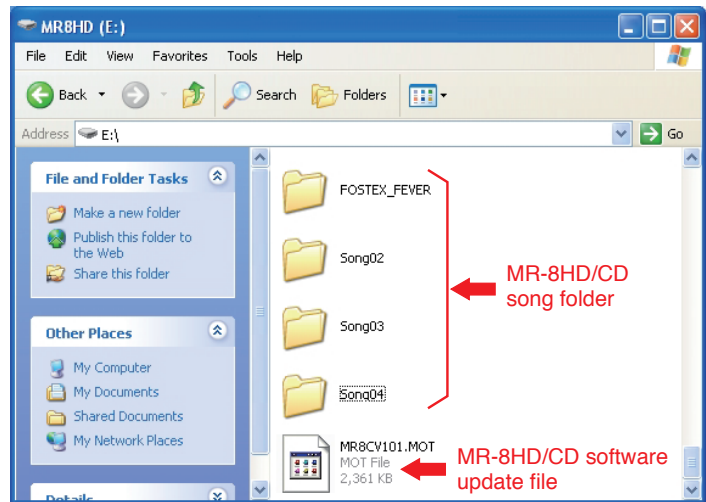 MR8HD (E:)
File Edit View Favorites Tools Help
Back Search Folders
Address E:\ Go
File and Folder Tasks
Make a new folder
Publish this folder to
the Web
Share this folder
Other Places
My Computer
My Documents
Shared Documents
My Network Places
Details
FOSTEX_FEVER
Song02
Song03
Song04
MR-8HD/CD
song folder
MR8CV101.MOT
MOT File
2,361 KB
MR-8HD/CD software
update file